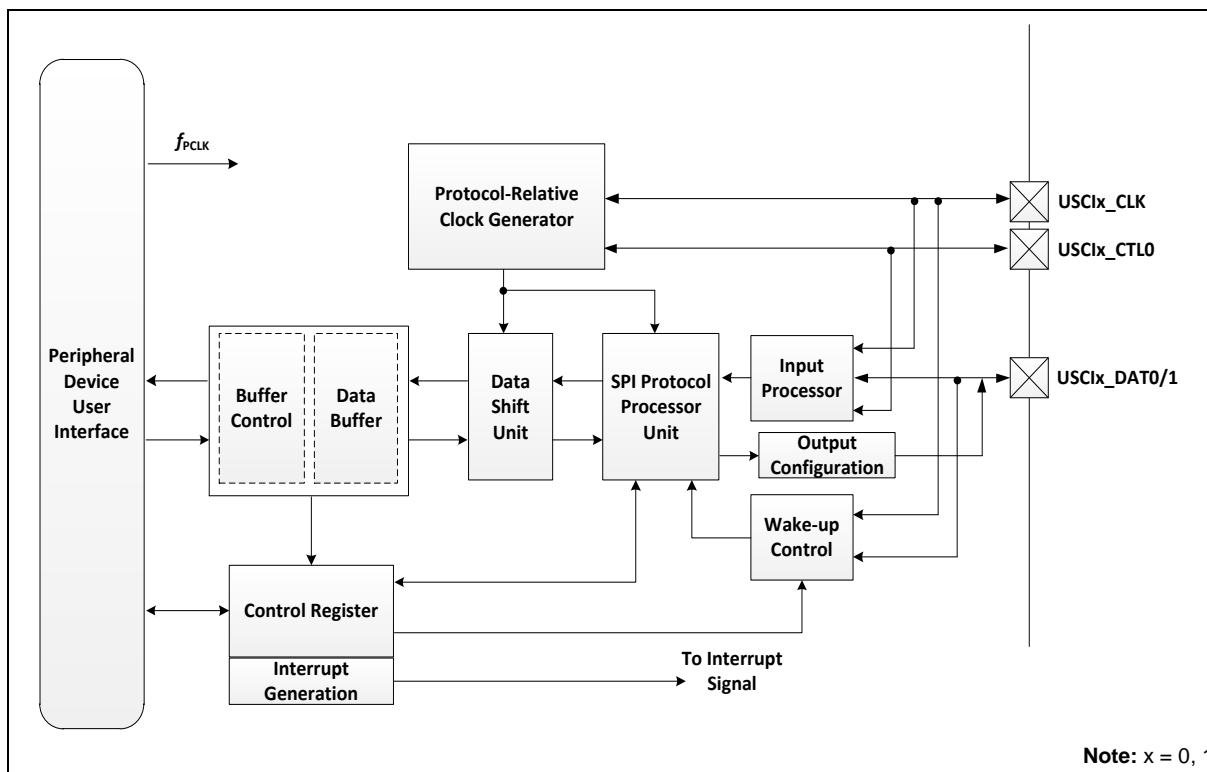 fPCLK
Protocol-Relative
Clock Generator
USCIx_CLK
USCIx_CTL0
Peripheral
Device
User
Interface
Buffer
Control
Data
Buffer
Data
Shift
Unit
SPI Protocol
Processor
Unit
Input
Processor
USCIx_DAT0/1
Output
Configuration
Wake-up
Control
Control Register
Interrupt
Generation
To Interrupt
Signal
Note: x = 0, 1